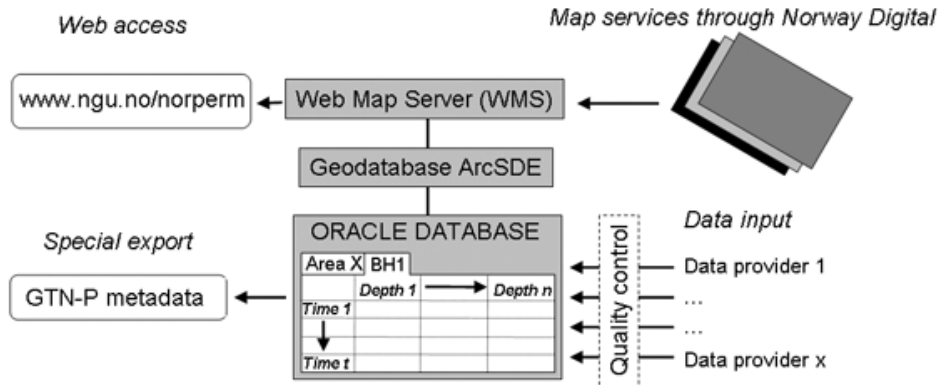 Web access
Map services through Norway Digital
www.ngu.no/norperm
Web Map Server (WMS)
Geodatabase ArcSDE
ORACLE DATABASE
Area X BH1
Depth 1 Depth n
Time 1
Time t
Special export
GTN-P metadata
Quality control
Data input
Data provider 1
...
...
Data provider x